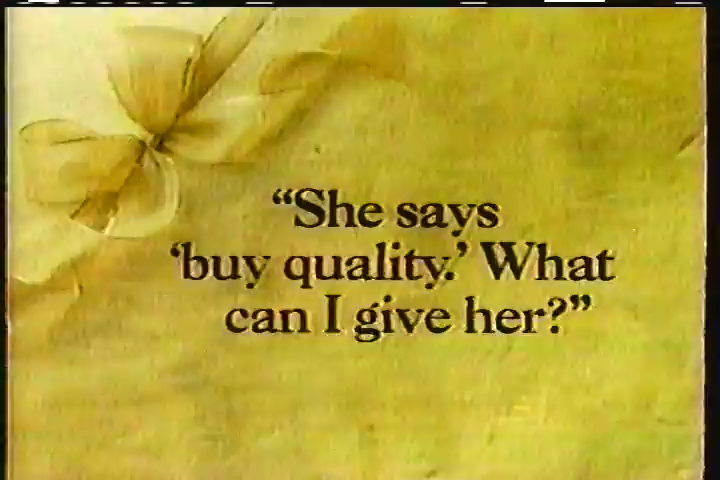 “She says
‘buy quality.’ What
can I give her?”